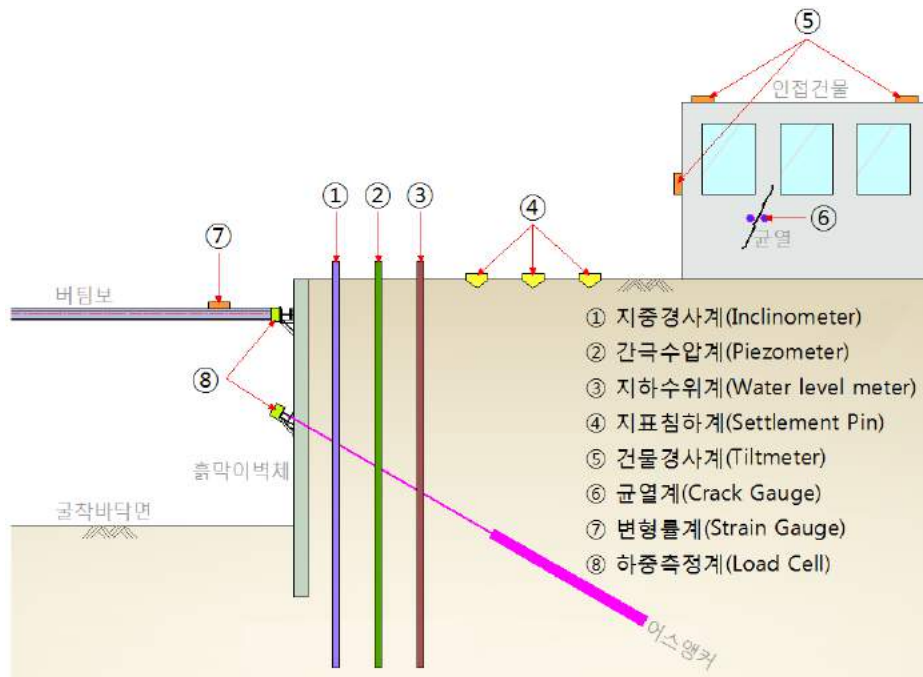 ⑤
인접건물
① ② ③ ④
⑥
균열
⑦
버팀보
① 지중경사계(Inclinometer)
② 간극수압계(Piezometer)
③ 지하수위계(Water level meter)
④ 지표침하계(Settlement Pin)
⑤ 건물경사계(Tiltmeter)
⑥ 균열계(Crack Gauge)
⑦ 변형률계(Strain Gauge)
⑧ 하중측정계(Load Cell)
⑧
흙막이벽체
굴착바닥면
어스앵커